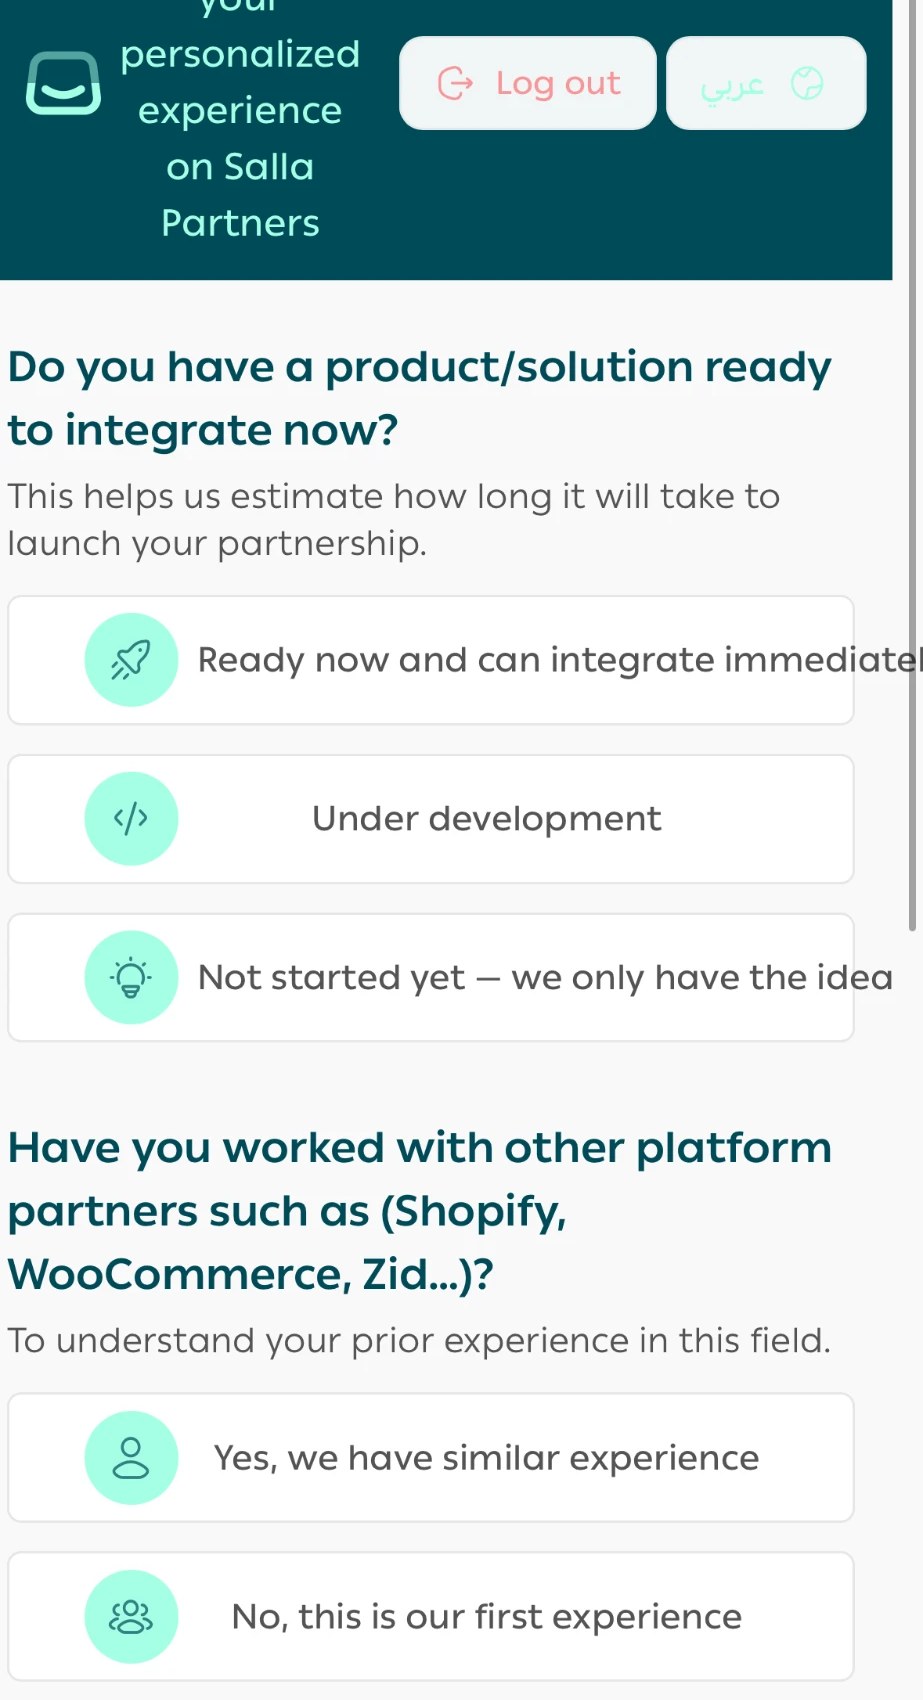 your
personalized
experience
on Salla
Partners
Log out
عربي
Do you have a product/solution ready
to integrate now?
This helps us estimate how long it will take to
launch your partnership.
Ready now and can integrate immediatel
Under development
Not started yet – we only have the idea
Have you worked with other platform
partners such as (Shopify,
WooCommerce, Zid...)?
To understand your prior experience in this field.
Yes, we have similar experience
No, this is our first experience